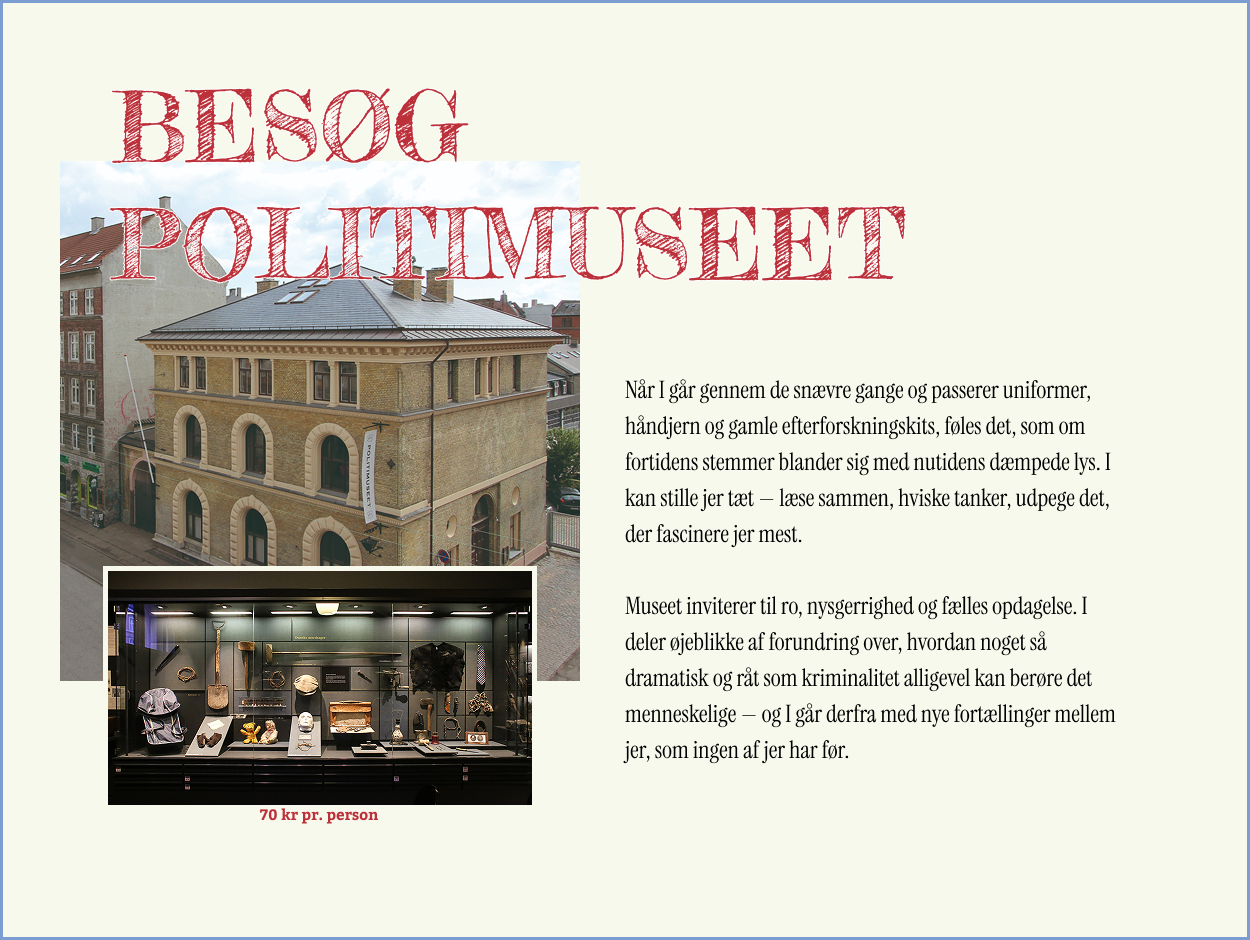 BESØG
POLITIMUSEET
POLITIMUSEET
Når I går gennem de snævre gange og passerer uniformer,
håndjern og gamle efterforskningskits, føles det, som om
fortidens stemmer blander sig med nutidens dæmpede lys. I
kan stille jer tæt — læse sammen, hviske tanker, udpege det,
der fascinere jer mest.
Museet inviterer til ro, nysgerrighed og fælles opdagelse. I
deler øjeblikke af forundring over, hvordan noget så
dramatisk og råt som kriminalitet alligevel kan berøre det
menneskelige — og I går derfra med nye fortællinger mellem
jer, som ingen af jer har før.
70 kr pr. person